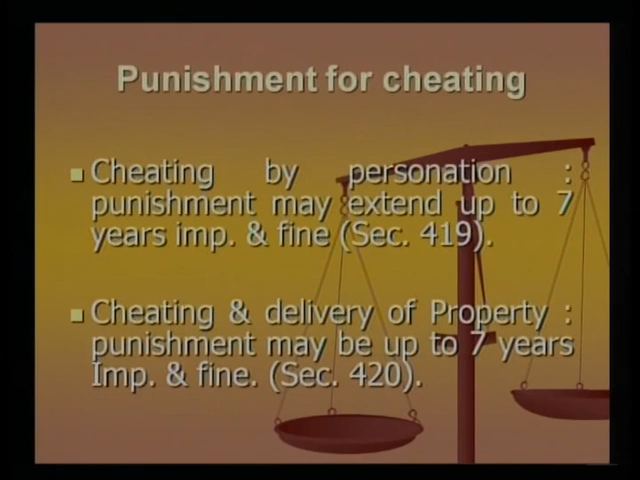 Punishment for cheating
Cheating by personation :
punishment may extend up to 7
years imp. & fine (Sec. 419).
Cheating & delivery of Property :
punishment may be up to 7 years
Imp. & fine. (Sec. 420).